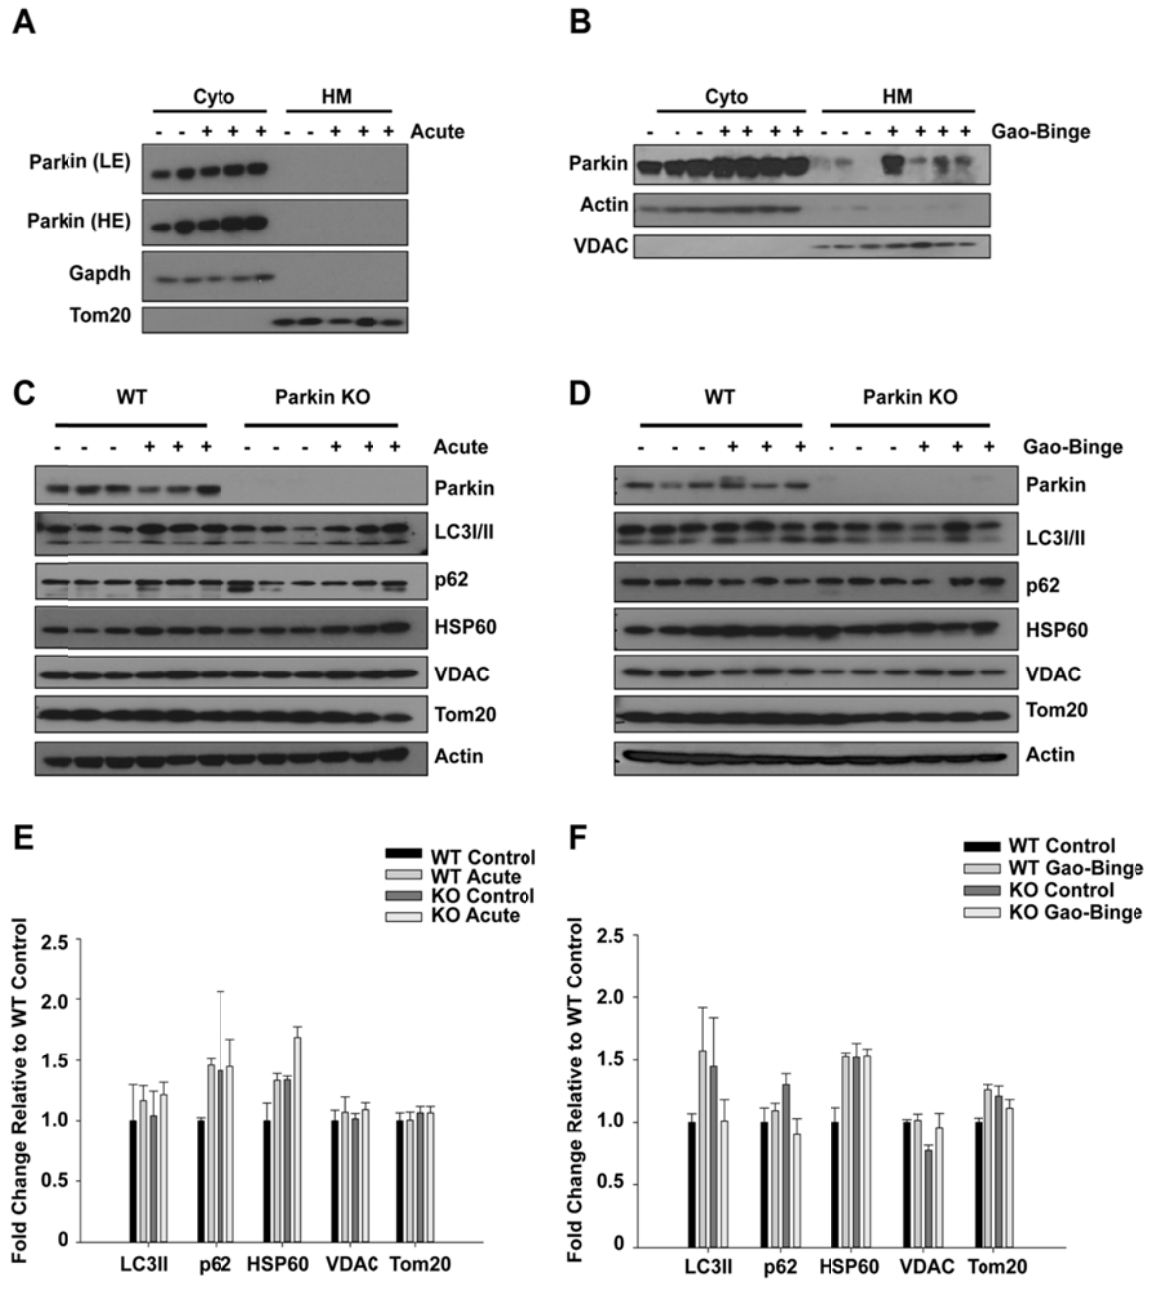 A
Cyto HM
- - + + + - - + + + Acute
Parkin (LE)
Parkin (HE)
Gapdh
Tom20
B
Cyto HM
- - - + + + + - - - + + + + Gao-Binge
Parkin
Actin
VDAC
C
WT Parkin KO
- - - + + + - - - + + + Acute
Parkin
LC3I/II
p62
HSP60
VDAC
Tom20
Actin
D
WT Parkin KO
- - - + + + - - - + + + Gao-Binge
Parkin
LC3I/II
p62
HSP60
VDAC
Tom20
Actin
E
WT Control
WT Acute
KO Control
KO Acute
Fold Change Relative to WT Control
2.5
2.0
1.5
1.0
0.5
0
LC3II p62 HSP60 VDAC Tom20
F
WT Control
WT Gao-Binge
KO Control
KO Gao-Binge
Fold Change Relative to WT Control
2.5
2.0
1.5
1.0
0.5
0
LC3II p62 HSP60 VDAC Tom20